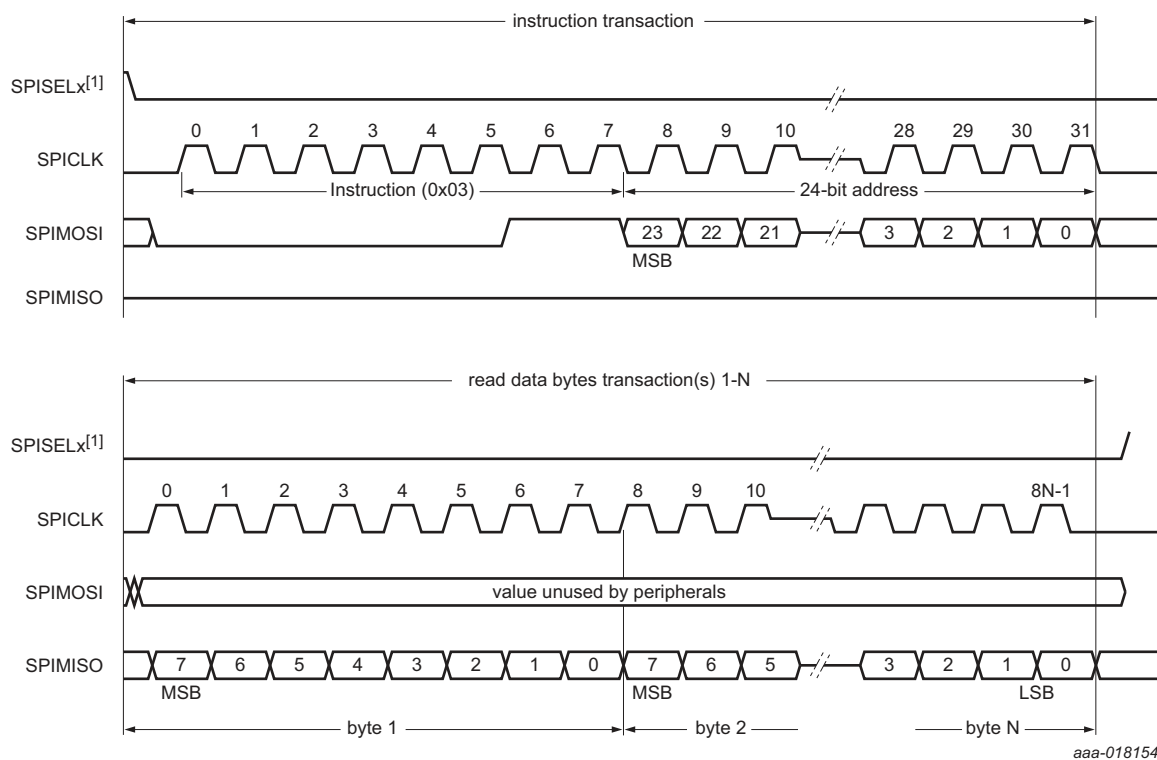 instruction transaction
SPISELx[1]
0 1 2 3 4 5 6 7 8 9 10 28 29 30 31
SPICLK
Instruction (0x03) 24-bit address
SPIMOSI 23 22 21 3 2 1 0
MSB
SPIMISO
read data bytes transaction(s) 1-N
SPISELx[1]
0 1 2 3 4 5 6 7 8 9 10 8N-1
SPICLK
SPIMOSI value unused by peripherals
SPIMISO 7 6 5 4 3 2 1 0 7 6 5 3 2 1 0
MSB MSB LSB
byte 1 byte 2 byte N
aaa-018154